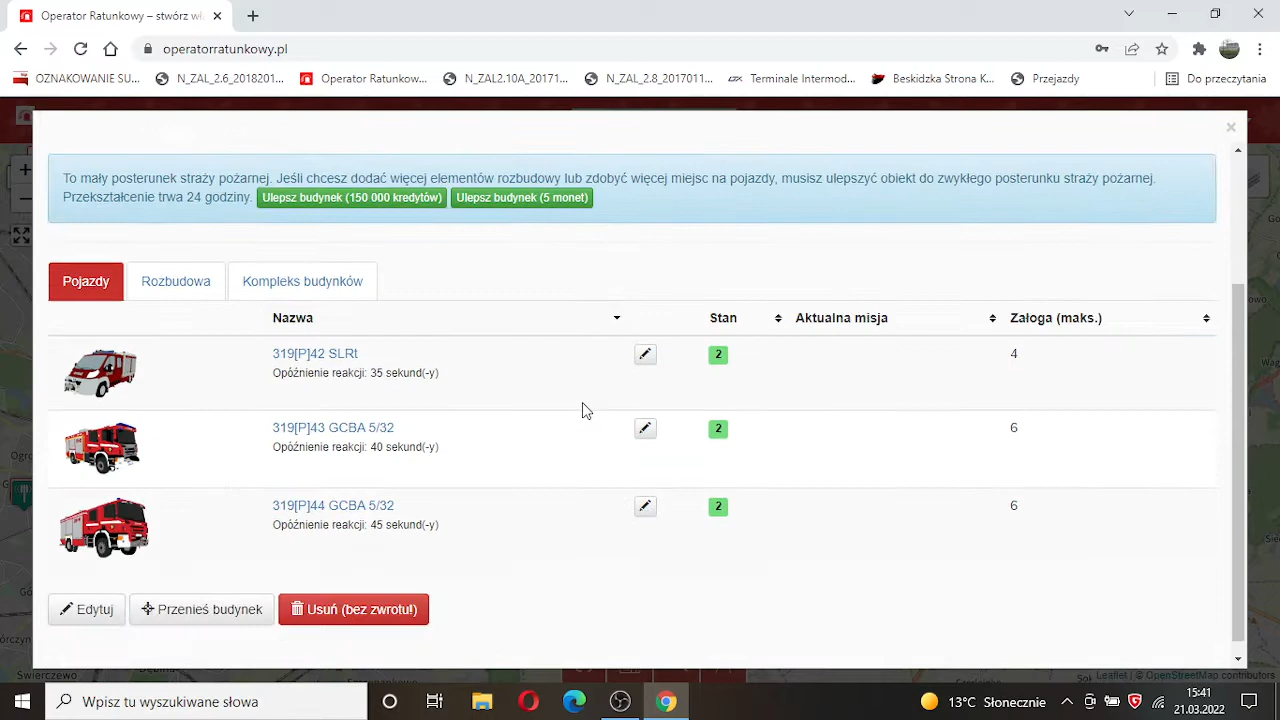 Operator Ratunkowy – stwórz wł
operatorratunkowy.pl
OZNAKOWANIE SU...
N_ZAL_2.6_2018201...
Operator Ratunkow...
N_ZAL2.10A_20171...
N_ZAL_2.8_2017011...
Terminale Intermod...
Beskidzka Strona K...
Przejazdy
Do przeczytania
To mały posterunek straży pożarnej. Jeśli chcesz dodać więcej elementów rozbudowy lub zdobyć więcej miejsc na pojazdy, musisz ulepszyć obiekt do zwykłego posterunku straży pożarnej.
Przekształcenie trwa 24 godziny. Ulepsz budynek (150 000 kredytów) Ulepsz budynek (5 monet)
Pojazdy Rozbudowa Kompleks budynków
Nazwa Stan Aktualna misja Załoga (maks.)
319[P]42 SLRt 2 4
Opóźnienie reakcji: 35 sekund(-y)
319[P]43 GCBA 5/32 2 6
Opóźnienie reakcji: 40 sekund(-y)
319[P]44 GCBA 5/32 2 6
Opóźnienie reakcji: 45 sekund(-y)
Edytuj Przenieś budynek Usuń (bez zwrotu!)
Świerczewo
Leaflet | © OpenStreetMap contributors
Wpisz tu wyszukiwane słowa
13°C Słonecznie
15:41
21.03.2022